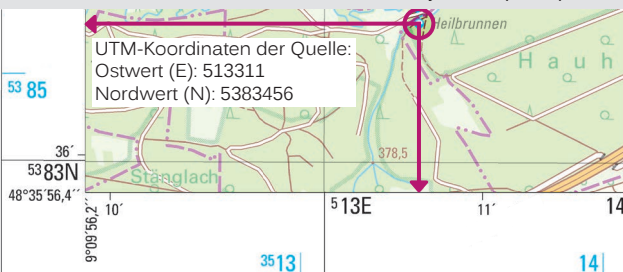 Heilbrunnen
UTM-Koordinaten der Quelle:
Ostwert (E): 513311
Nordwert (N): 5383456
Hauh
53 85
36´
378,5
53 83N
Stänglach
48°35´56,4´´
9°09´56,2´´
10´
5 13E
11´
14
35 13
14